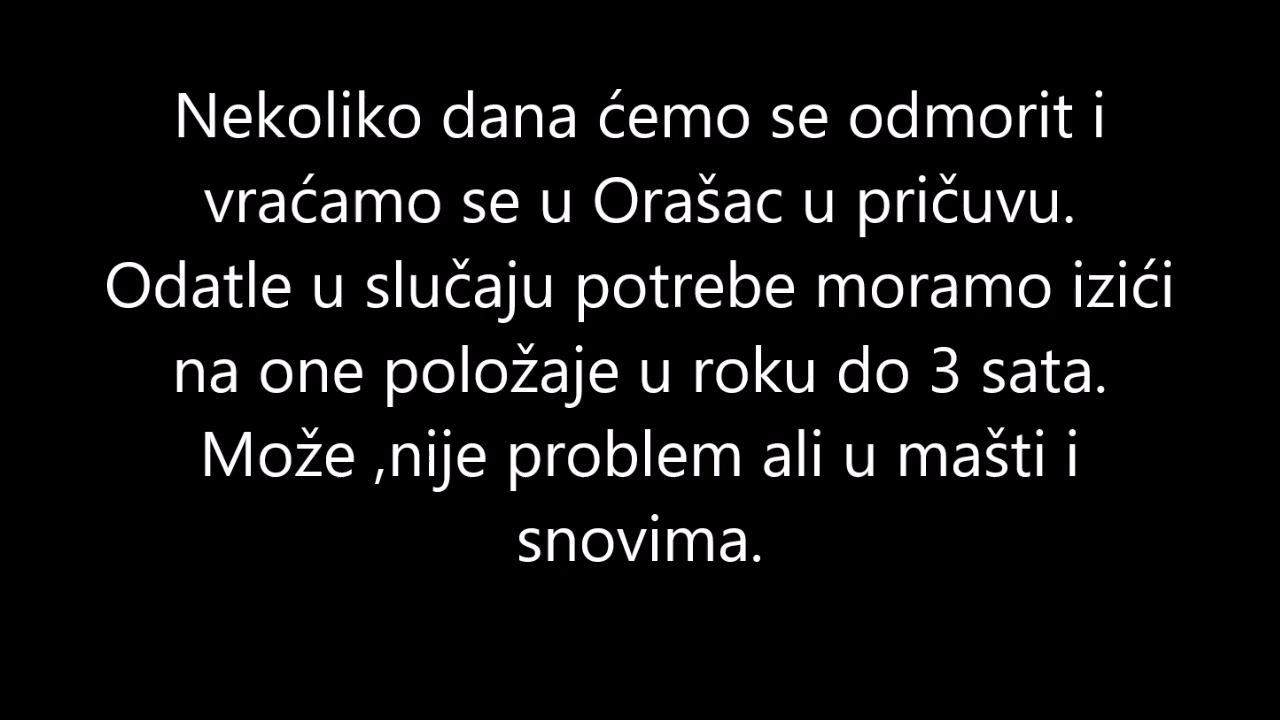 Nekoliko dana ćemo se odmorit i
vraćamo se u Orašac u pričuvu.
Odatle u slučaju potrebe moramo izići
na one položaje u roku do 3 sata.
Može ,nije problem ali u mašti i
snovima.